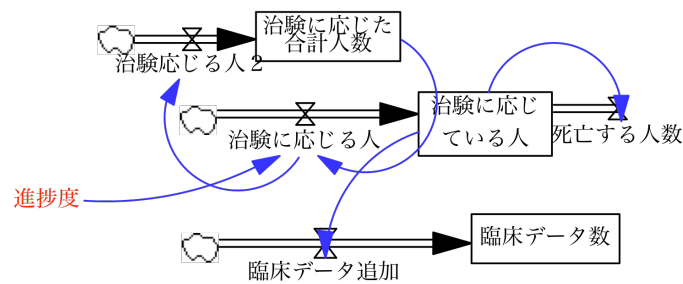 治験に応じた
合計人数
治験応じる人２
治験に応じ
ている人
治験に応じる人
死亡する人数
進捗度
臨床データ数
臨床データ追加